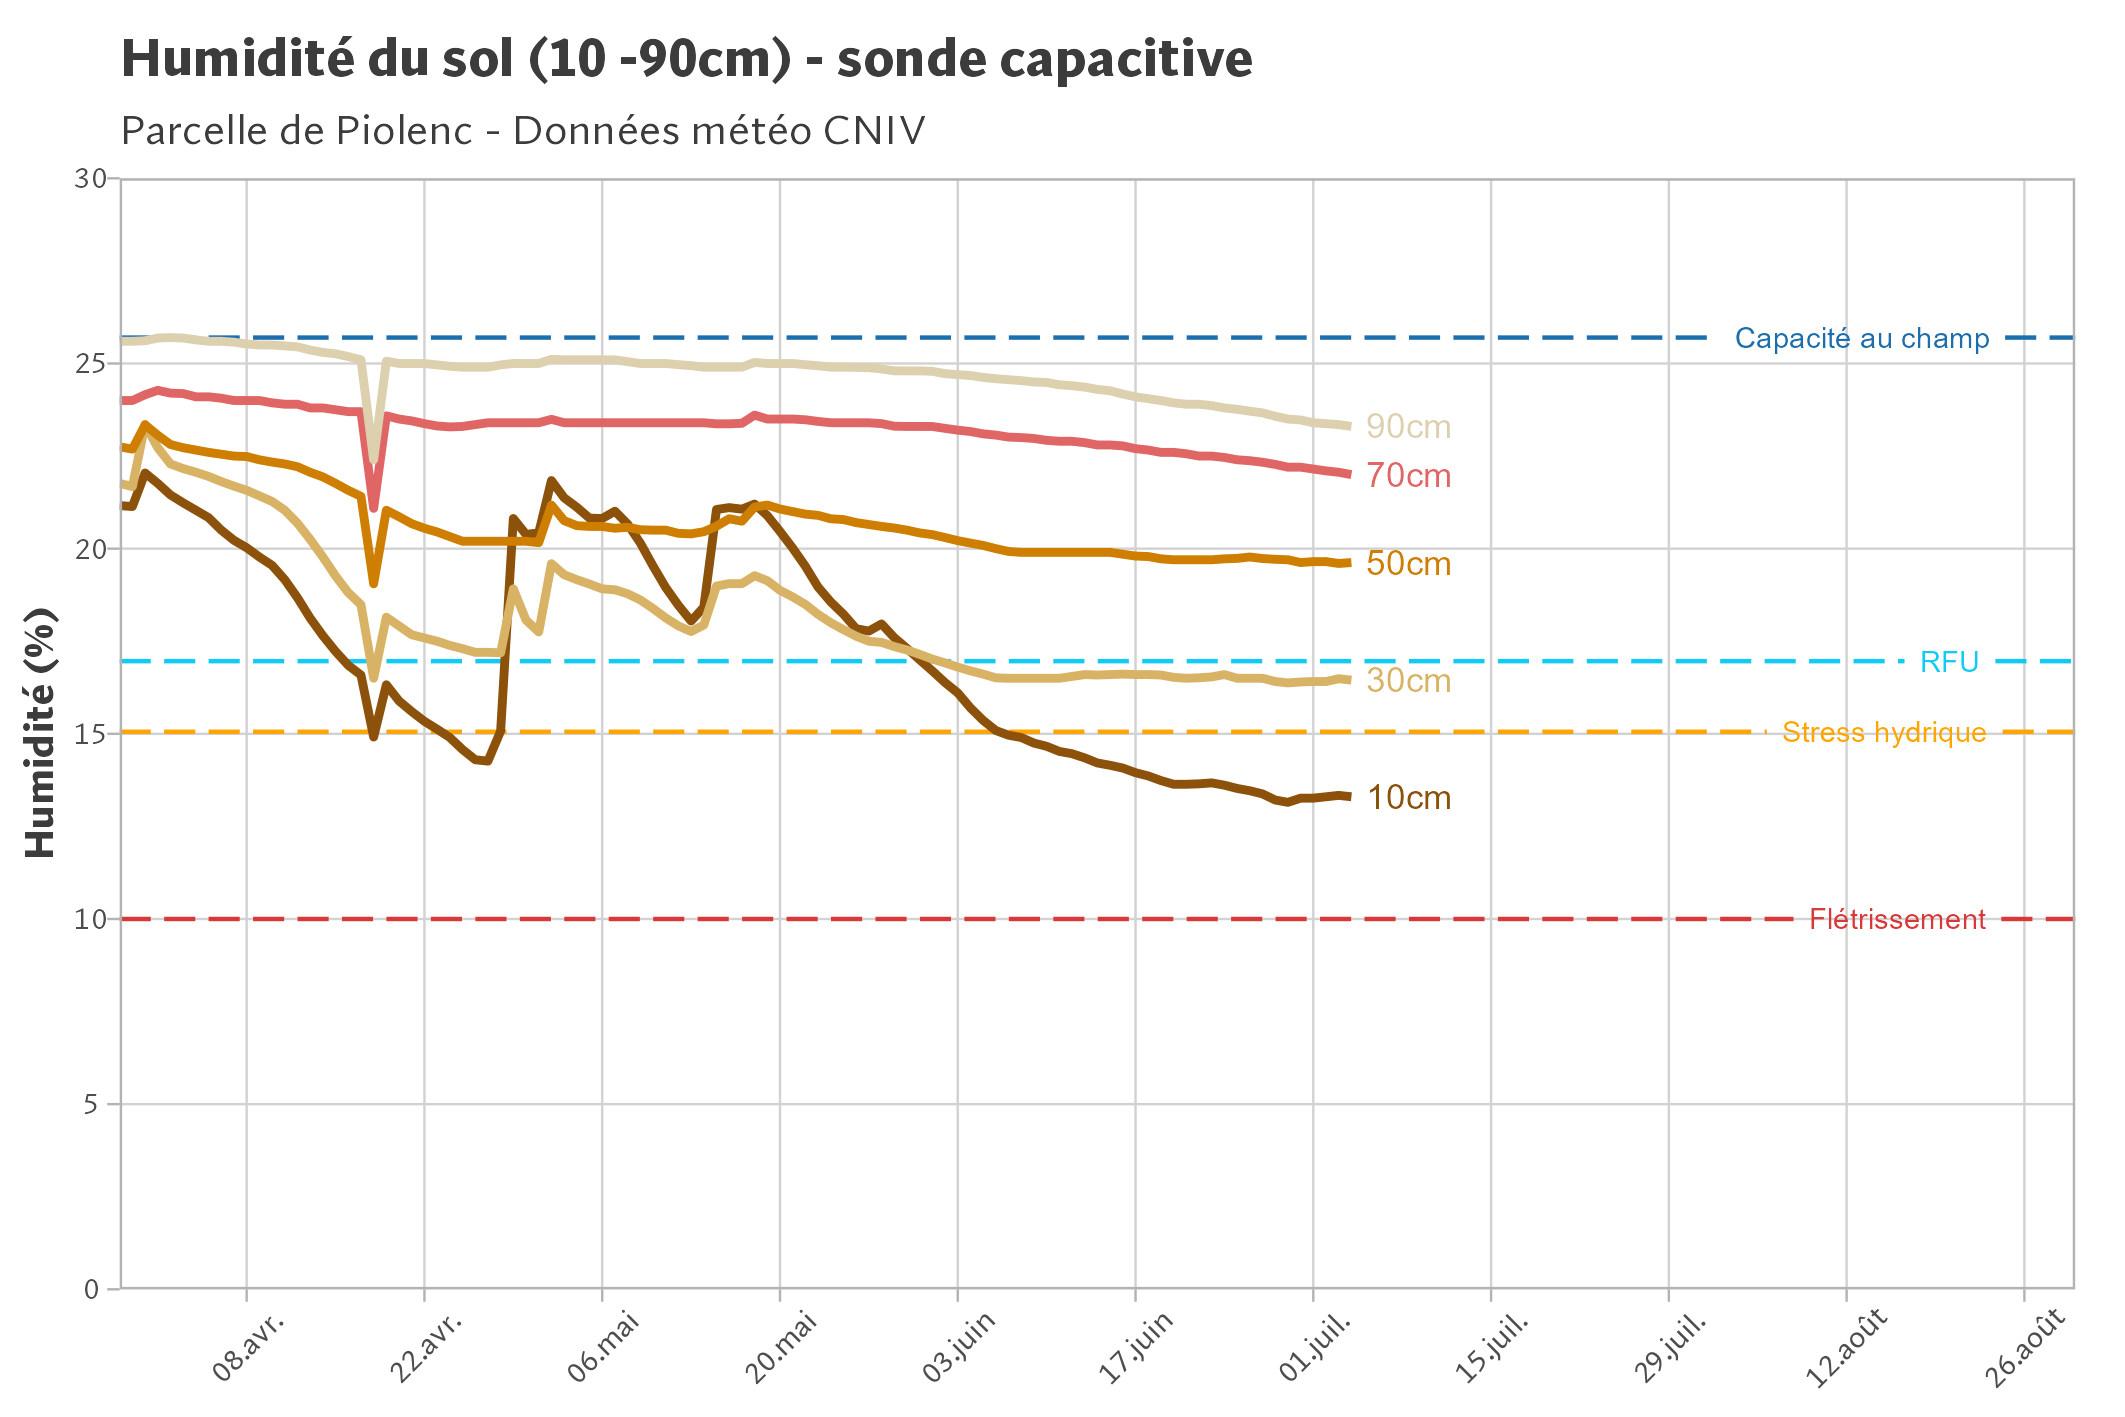 Humidité du sol (10 -90cm) - sonde capacitive
Parcelle de Piolenc - Données météo CNIV
Humidité (%)
30
25
20
15
10
5
0
Capacité au champ
90cm
70cm
50cm
RFU
30cm
Stress hydrique
10cm
Flétrissement
08.avr.
22.avr.
06.mai
20.mai
03.juin
17.juin
01.juil.
15.juil.
29.juil.
12.août
26.août